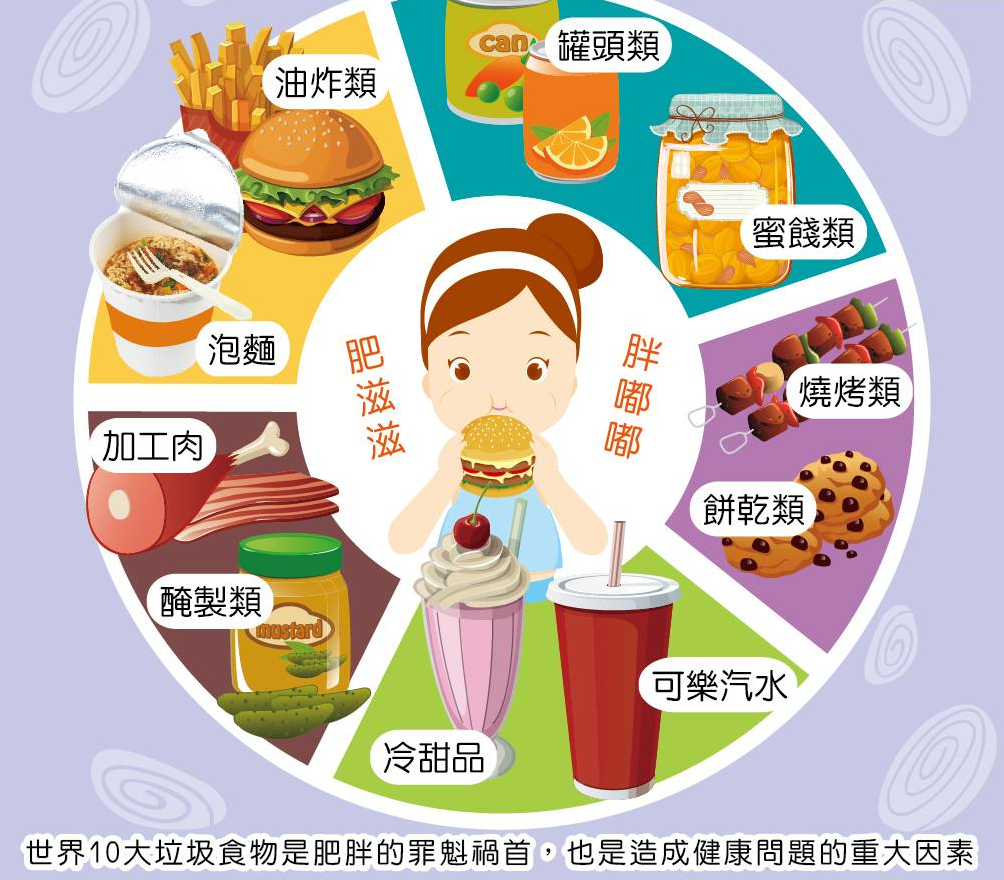 can
罐頭類
油炸類
蜜餞類
泡麵
肥滋滋
胖嘟嘟
燒烤類
加工肉
餅乾類
醃製類
mustard
可樂汽水
冷甜品
世界10大垃圾食物是肥胖的罪魁禍首，也是造成健康問題的重大因素